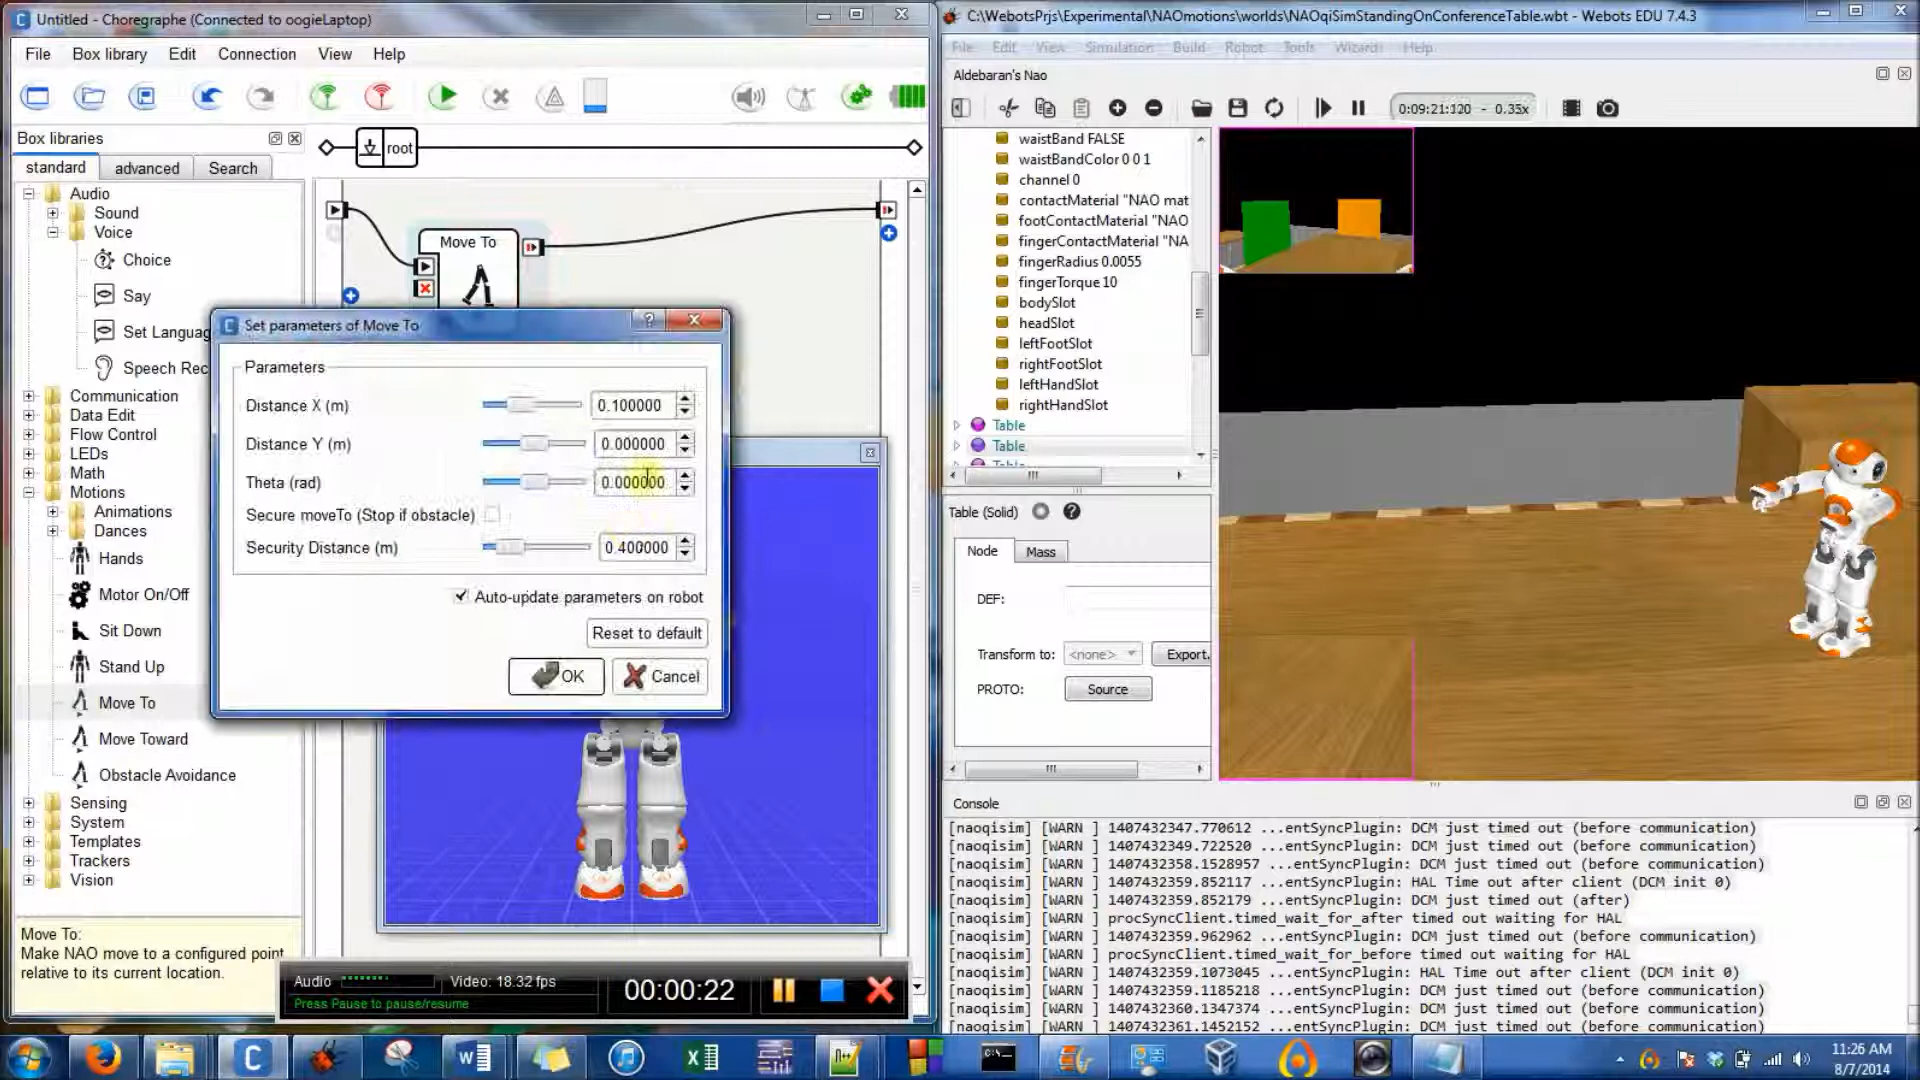 Untitled - Choregraphe (Connected to oogieLaptop)
File Box library Edit Connection View Help
Box libraries
standard advanced Search
Audio
Sound
Voice
Choice
Say
Set Languag
Speech Rec
Communication
Data Edit
Flow Control
LEDs
Math
Motions
Animations
Dances
Hands
Motor On/Off
Sit Down
Stand Up
Move To
Move Toward
Obstacle Avoidance
Sensing
System
Templates
Trackers
Vision
Move To:
Make NAO move to a configured point
relative to its current location.
root
Move To
Set parameters of Move To
Parameters
Distance X (m) 0.100000
Distance Y (m) 0.000000
Theta (rad) 0.000000
Secure moveTo (Stop if obstacle)
Security Distance (m) 0.400000
Auto-update parameters on robot
Reset to default
OK Cancel
Audio Video: 18.32 fps
Press Pause to pause/resume
00:00:22
C:\WebotsPrjs\Experimental\NAOmotions\worlds\NAOqiSimStandingOnConferenceTable.wbt - Webots EDU 7.4.3
File Edit View Simulation Build Robot Tools Wizard Help
Aldebaran's Nao
0:09:21:120 - 0.35x
waistBand FALSE
waistBandColor 0 0 1
channel 0
contactMaterial "NAO mat
footContactMaterial "NAO
fingerContactMaterial "NA
fingerRadius 0.0055
fingerTorque 10
bodySlot
headSlot
leftFootSlot
rightFootSlot
leftHandSlot
rightHandSlot
Table
Table
Table (Solid)
Node Mass
DEF:
Transform to: <none> Export.
PROTO: Source
Console
[naoqisim] [WARN ] 1407432347.770612 ...entSyncPlugin: DCM just timed out (before communication)
[naoqisim] [WARN ] 1407432349.722520 ...entSyncPlugin: DCM just timed out (before communication)
[naoqisim] [WARN ] 1407432358.1528957 ...entSyncPlugin: DCM just timed out (before communication)
[naoqisim] [WARN ] 1407432359.852117 ...entSyncPlugin: HAL Time out after client (DCM init 0)
[naoqisim] [WARN ] 1407432359.852179 ...entSyncPlugin: DCM just timed out (after)
[naoqisim] [WARN ] procSyncClient.timed_wait_for_after timed out waiting for HAL
[naoqisim] [WARN ] 1407432359.962962 ...entSyncPlugin: DCM just timed out (before communication)
[naoqisim] [WARN ] procSyncClient.timed_wait_for_before timed out waiting for HAL
[naoqisim] [WARN ] 1407432359.1073045 ...entSyncPlugin: HAL Time out after client (DCM init 0)
[naoqisim] [WARN ] 1407432359.1185218 ...entSyncPlugin: DCM just timed out (before communication)
[naoqisim] [WARN ] 1407432360.1347374 ...entSyncPlugin: DCM just timed out (before communication)
[naoqisim] [WARN ] 1407432361.1452152 ...entSyncPlugin: DCM just timed out (before communication)
11:26 AM
8/7/2014